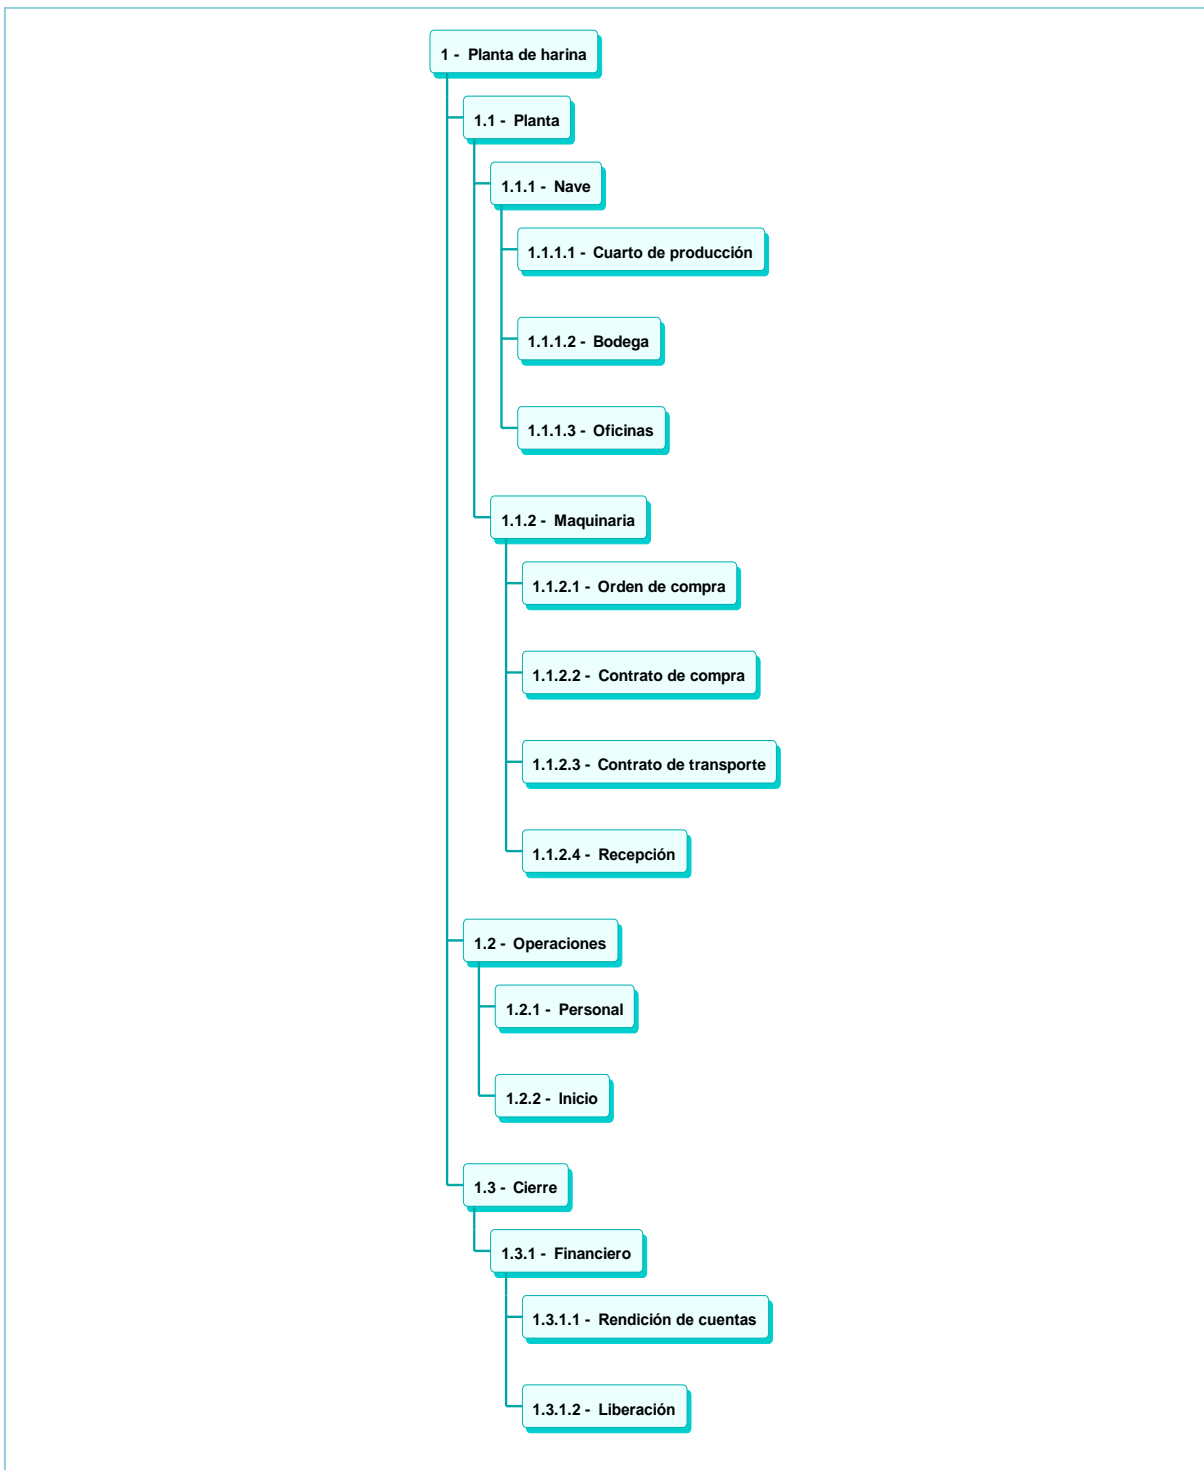 1 - Planta de harina
1.1 - Planta
1.1.1 - Nave
1.1.1.1 - Cuarto de producción
1.1.1.2 - Bodega
1.1.1.3 - Oficinas
1.1.2 - Maquinaria
1.1.2.1 - Orden de compra
1.1.2.2 - Contrato de compra
1.1.2.3 - Contrato de transporte
1.1.2.4 - Recepción
1.2 - Operaciones
1.2.1 - Personal
1.2.2 - Inicio
1.3 - Cierre
1.3.1 - Financiero
1.3.1.1 - Rendición de cuentas
1.3.1.2 - Liberación